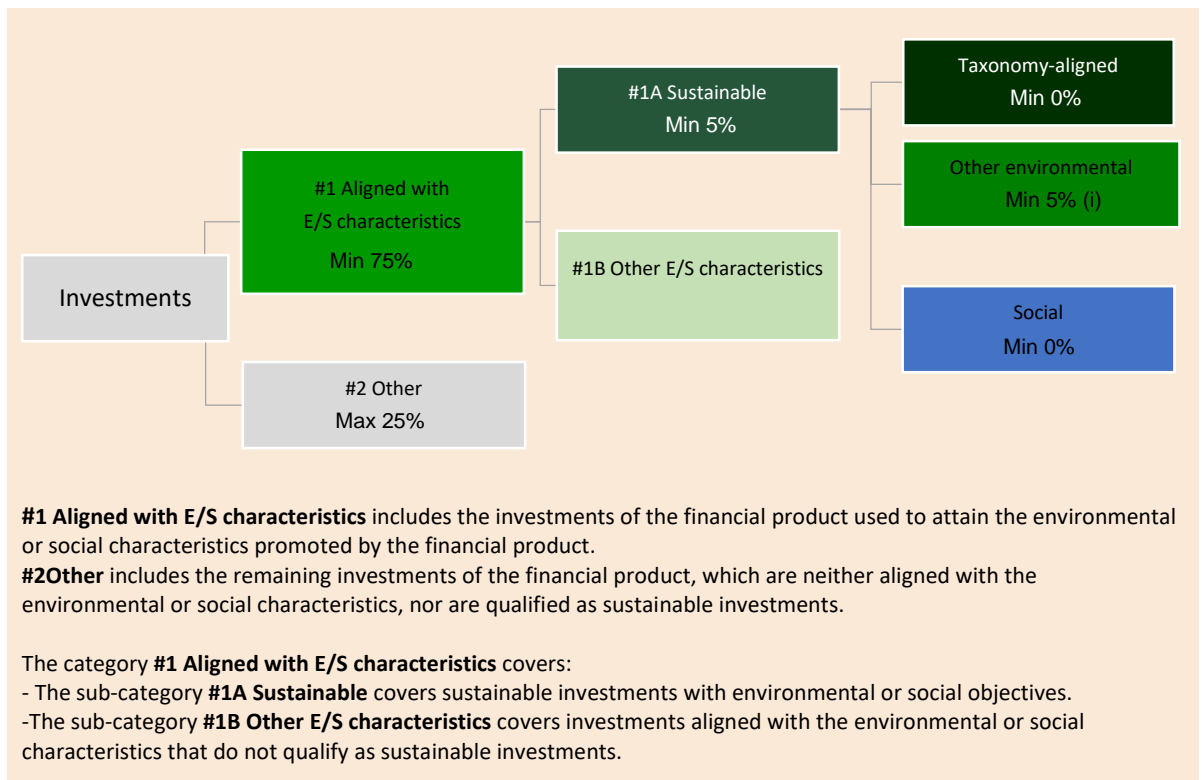 Investments
#1 Aligned with
E/S characteristics
Min 75%
#2 Other
Max 25%
#1A Sustainable
Min 5%
#1B Other E/S characteristics
Taxonomy-aligned
Min 0%
Other environmental
Min 5% (i)
Social
Min 0%
#1 Aligned with E/S characteristics includes the investments of the financial product used to attain the environmental
or social characteristics promoted by the financial product.
#2Other includes the remaining investments of the financial product, which are neither aligned with the
environmental or social characteristics, nor are qualified as sustainable investments.
The category #1 Aligned with E/S characteristics covers:
- The sub-category #1A Sustainable covers sustainable investments with environmental or social objectives.
-The sub-category #1B Other E/S characteristics covers investments aligned with the environmental or social
characteristics that do not qualify as sustainable investments.